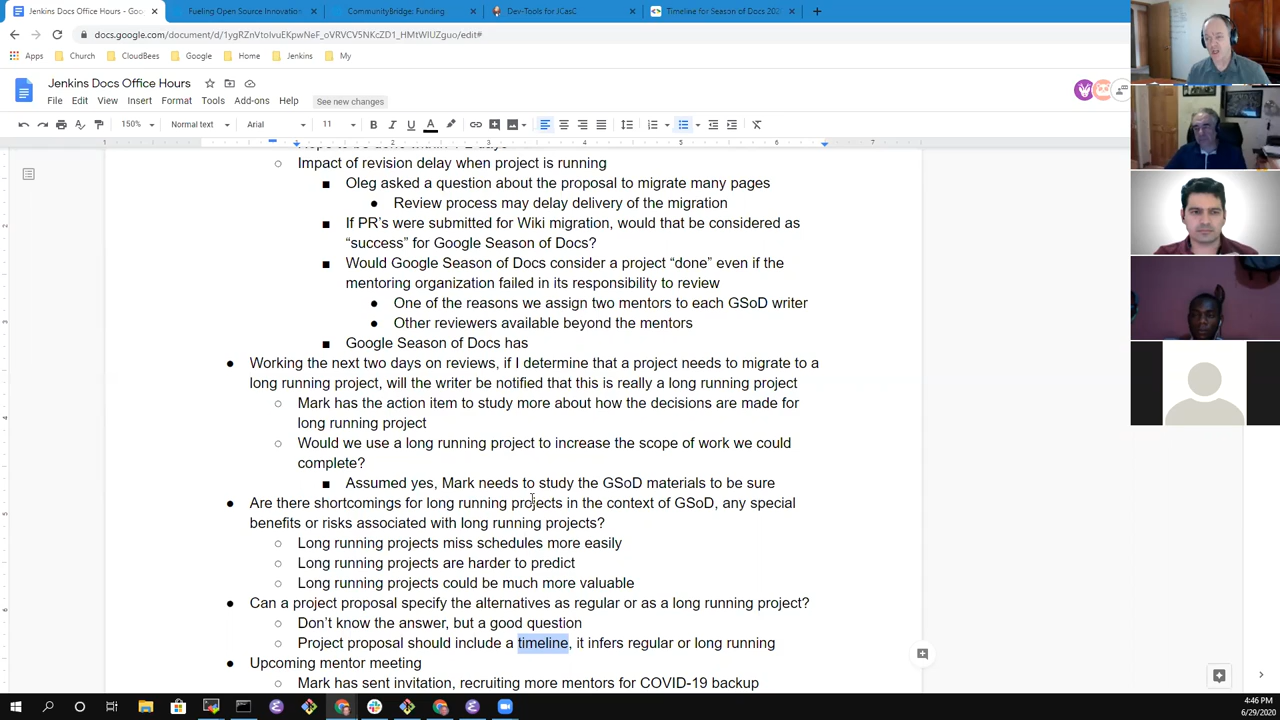 Jenkins Docs Office Hours - Goo
Fueling Open Source Innovation
CommunityBridge: Funding
Dev-Tools for JCasC
Timeline for Season of Docs 202
docs.google.com/document/d/1ygRZnVtoIvuEKpwNeF_oVRVCV5NKcZD1_HMtWIUZguo/edit#
Apps Church CloudBees Google Home Jenkins My
Jenkins Docs Office Hours
File Edit View Insert Format Tools Add-ons Help See new changes
150% Normal text Arial 11 B I U A
1 2 3 4 5 6 7
Impact of revision delay when project is running
Oleg asked a question about the proposal to migrate many pages
Review process may delay delivery of the migration
If PR's were submitted for Wiki migration, would that be considered as
“success” for Google Season of Docs?
Would Google Season of Docs consider a project “done” even if the
mentoring organization failed in its responsibility to review
One of the reasons we assign two mentors to each GSoD writer
Other reviewers available beyond the mentors
Google Season of Docs has
Working the next two days on reviews, if I determine that a project needs to migrate to a
long running project, will the writer be notified that this is really a long running project
Mark has the action item to study more about how the decisions are made for
long running project
Would we use a long running project to increase the scope of work we could
complete?
Assumed yes, Mark needs to study the GSoD materials to be sure
Are there shortcomings for long running projects in the context of GSoD, any special
benefits or risks associated with long running projects?
Long running projects miss schedules more easily
Long running projects are harder to predict
Long running projects could be much more valuable
Can a project proposal specify the alternatives as regular or as a long running project?
Don't know the answer, but a good question
Project proposal should include a timeline, it infers regular or long running
Upcoming mentor meeting
Mark has sent invitation, recruiting more mentors for COVID-19 backup
4:46 PM
6/29/2020